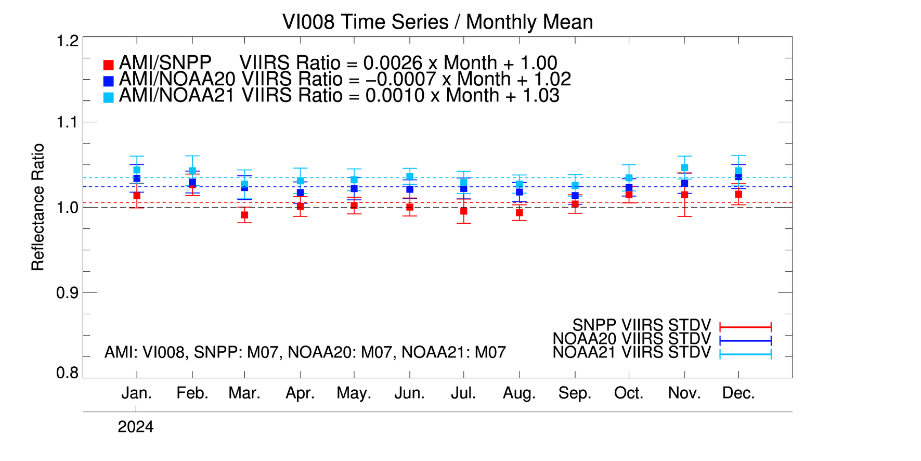 VI008 Time Series / Monthly Mean
1.2
AMI/SNPP VIIRS Ratio = 0.0026 x Month + 1.00
AMI/NOAA20 VIIRS Ratio = −0.0007 x Month + 1.02
AMI/NOAA21 VIIRS Ratio = 0.0010 x Month + 1.03
1.1
Reflectance Ratio
1.0
0.9
SNPP VIIRS STDV
NOAA20 VIIRS STDV
NOAA21 VIIRS STDV
AMI: VI008, SNPP: M07, NOAA20: M07, NOAA21: M07
0.8
Jan. Feb. Mar. Apr. May. Jun. Jul. Aug. Sep. Oct. Nov. Dec.
2024